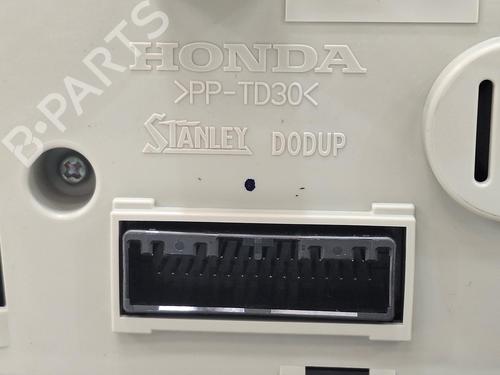 B-PARTS
HONDA
>PP-TD30<
STANLEY DODUP